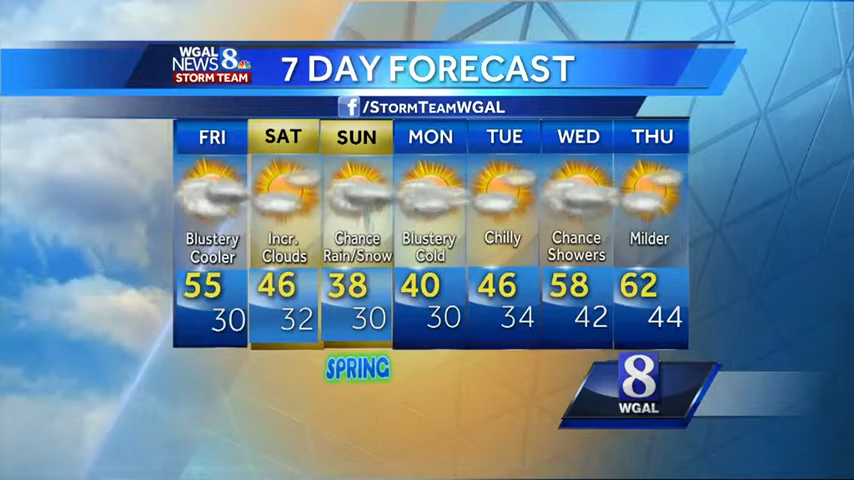 WGAL
NEWS 8
STORM TEAM
7 DAY FORECAST
f/STORMTEAMWGAL
FRI SAT SUN MON TUE WED THU
Blustery Cooler
Incr. Clouds
Chance Rain/Snow
Blustery Cold
Chilly
Chance Showers
Milder
55 46 38 40 46 58 62
30 32 30 30 34 42 44
SPRING
8
WGAL